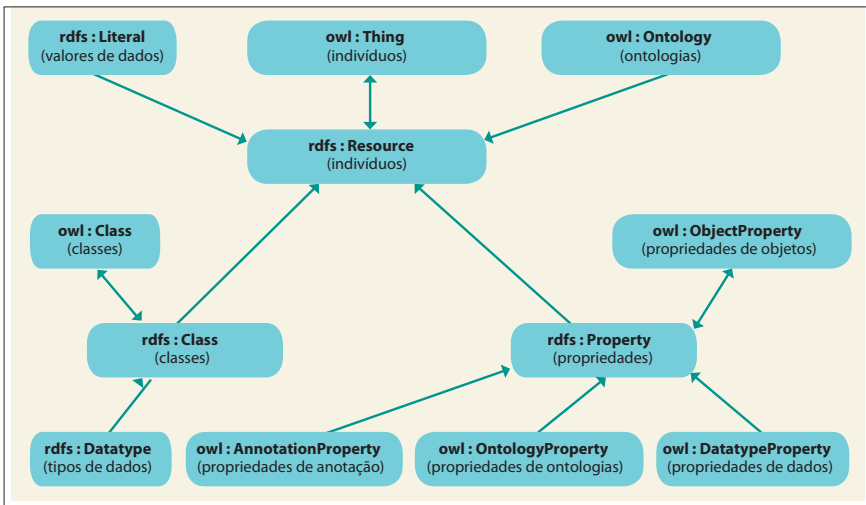 rdfs : Literal
(valores de dados)
owl : Thing
(indivíduos)
owl : Ontology
(ontologias)
rdfs : Resource
(indivíduos)
owl : Class
(classes)
owl : ObjectProperty
(propriedades de objetos)
rdfs : Class
(classes)
rdfs : Property
(propriedades)
rdfs : Datatype
(tipos de dados)
owl : AnnotationProperty
(propriedades de anotação)
owl : OntologyProperty
(propriedades de ontologias)
owl : DatatypeProperty
(propriedades de dados)